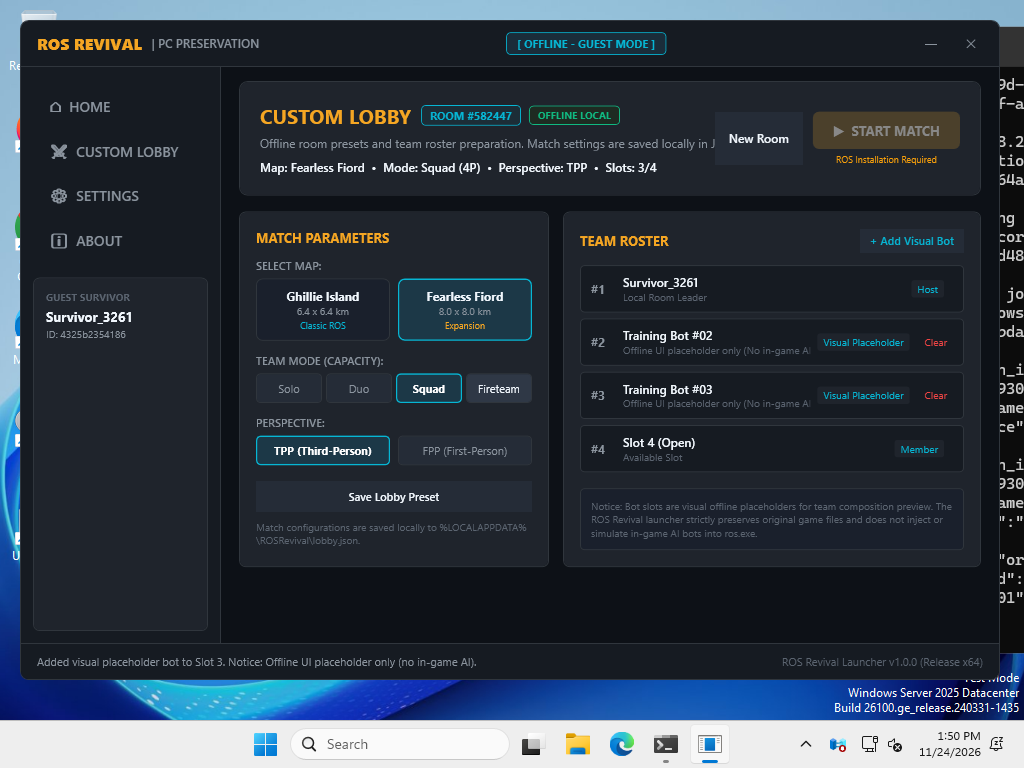 ROS REVIVAL | PC PRESERVATION
[ OFFLINE - GUEST MODE ]
HOME
CUSTOM LOBBY
SETTINGS
ABOUT
GUEST SURVIVOR
Survivor_3261
ID: 4325b2354186
CUSTOM LOBBY ROOM #582447 OFFLINE LOCAL
Offline room presets and team roster preparation. Match settings are saved locally in J
Map: Fearless Fiord • Mode: Squad (4P) • Perspective: TPP • Slots: 3/4
New Room
START MATCH
ROS Installation Required
MATCH PARAMETERS
SELECT MAP:
Ghillie Island
6.4 x 6.4 km
Classic ROS
Fearless Fiord
8.0 x 8.0 km
Expansion
TEAM MODE (CAPACITY):
Solo Duo Squad Fireteam
PERSPECTIVE:
TPP (Third-Person) FPP (First-Person)
Save Lobby Preset
Match configurations are saved locally to %LOCALAPPDATA%
\ROSRevival\lobby.json.
TEAM ROSTER
+ Add Visual Bot
#1 Survivor_3261
Local Room Leader
Host
#2 Training Bot #02
Offline UI placeholder only (No in-game AI
Visual Placeholder Clear
#3 Training Bot #03
Offline UI placeholder only (No in-game AI
Visual Placeholder Clear
#4 Slot 4 (Open)
Available Slot
Member
Notice: Bot slots are visual offline placeholders for team composition preview. The
ROS Revival launcher strictly preserves original game files and does not inject or
simulate in-game AI bots into ros.exe.
Added visual placeholder bot to Slot 3. Notice: Offline UI placeholder only (no in-game AI).
ROS Revival Launcher v1.0.0 (Release x64)
Mode
Windows Server 2025 Datacenter
Build 26100.ge_release.240331-1435
Search
1:50 PM
11/24/2026